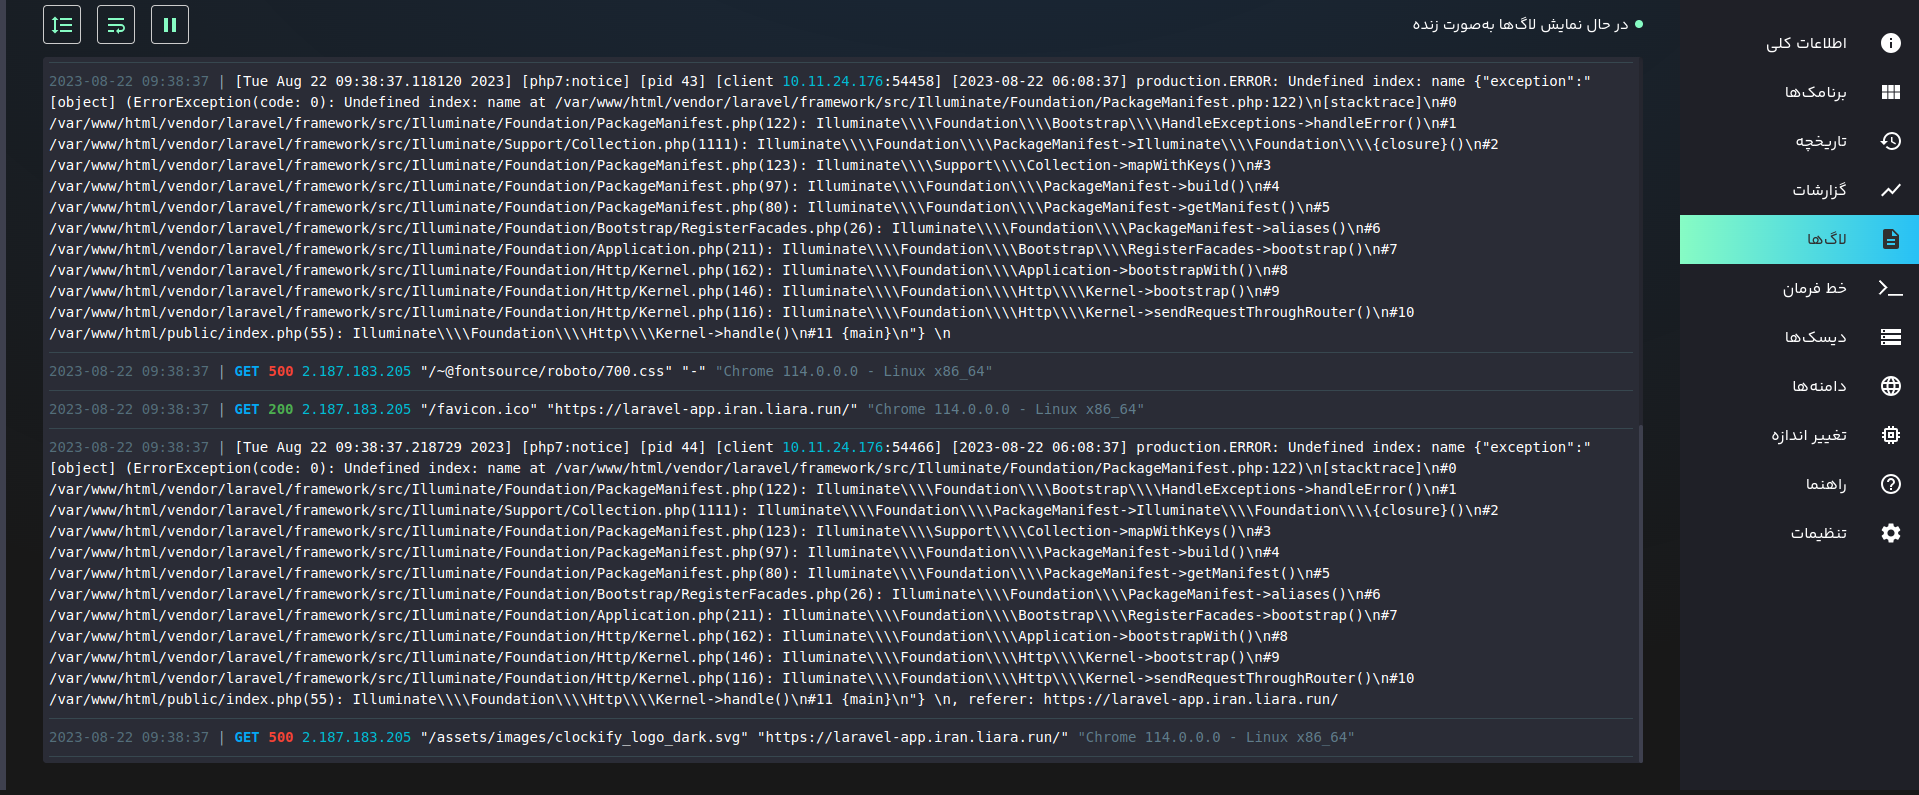 در حال نمایش لاگ‌ها به‌صورت زنده
2023-08-22 09:38:37 | [Tue Aug 22 09:38:37.118120 2023] [php7:notice] [pid 43] [client 10.11.24.176:54458] [2023-08-22 06:08:37] production.ERROR: Undefined index: name {"exception":"
[object] (ErrorException(code: 0): Undefined index: name at /var/www/html/vendor/laravel/framework/src/Illuminate/Foundation/PackageManifest.php:122)\n[stacktrace]\n#0
/var/www/html/vendor/laravel/framework/src/Illuminate/Foundation/PackageManifest.php(122): Illuminate\\\\Foundation\\\\Bootstrap\\\\HandleExceptions->handleError()\n#1
/var/www/html/vendor/laravel/framework/src/Illuminate/Support/Collection.php(1111): Illuminate\\\\Foundation\\\\PackageManifest->Illuminate\\\\Foundation\\\\{closure}()\n#2
/var/www/html/vendor/laravel/framework/src/Illuminate/Foundation/PackageManifest.php(123): Illuminate\\\\Support\\\\Collection->mapWithKeys()\n#3
/var/www/html/vendor/laravel/framework/src/Illuminate/Foundation/PackageManifest.php(97): Illuminate\\\\Foundation\\\\PackageManifest->build()\n#4
/var/www/html/vendor/laravel/framework/src/Illuminate/Foundation/PackageManifest.php(80): Illuminate\\\\Foundation\\\\PackageManifest->getManifest()\n#5
/var/www/html/vendor/laravel/framework/src/Illuminate/Foundation/Bootstrap/RegisterFacades.php(26): Illuminate\\\\Foundation\\\\PackageManifest->aliases()\n#6
/var/www/html/vendor/laravel/framework/src/Illuminate/Foundation/Application.php(211): Illuminate\\\\Foundation\\\\Bootstrap\\\\RegisterFacades->bootstrap()\n#7
/var/www/html/vendor/laravel/framework/src/Illuminate/Foundation/Http/Kernel.php(162): Illuminate\\\\Foundation\\\\Application->bootstrapWith()\n#8
/var/www/html/vendor/laravel/framework/src/Illuminate/Foundation/Http/Kernel.php(146): Illuminate\\\\Foundation\\\\Http\\\\Kernel->bootstrap()\n#9
/var/www/html/vendor/laravel/framework/src/Illuminate/Foundation/Http/Kernel.php(116): Illuminate\\\\Foundation\\\\Http\\\\Kernel->sendRequestThroughRouter()\n#10
/var/www/html/public/index.php(55): Illuminate\\\\Foundation\\\\Http\\\\Kernel->handle()\n#11 {main}\n"} \n
2023-08-22 09:38:37 | GET 500 2.187.183.205 "/~@fontsource/roboto/700.css" "-" "Chrome 114.0.0.0 - Linux x86_64"
2023-08-22 09:38:37 | GET 200 2.187.183.205 "/favicon.ico" "https://laravel-app.iran.liara.run/" "Chrome 114.0.0.0 - Linux x86_64"
2023-08-22 09:38:37 | [Tue Aug 22 09:38:37.218729 2023] [php7:notice] [pid 44] [client 10.11.24.176:54466] [2023-08-22 06:08:37] production.ERROR: Undefined index: name {"exception":"
[object] (ErrorException(code: 0): Undefined index: name at /var/www/html/vendor/laravel/framework/src/Illuminate/Foundation/PackageManifest.php:122)\n[stacktrace]\n#0
/var/www/html/vendor/laravel/framework/src/Illuminate/Foundation/PackageManifest.php(122): Illuminate\\\\Foundation\\\\Bootstrap\\\\HandleExceptions->handleError()\n#1
/var/www/html/vendor/laravel/framework/src/Illuminate/Support/Collection.php(1111): Illuminate\\\\Foundation\\\\PackageManifest->Illuminate\\\\Foundation\\\\{closure}()\n#2
/var/www/html/vendor/laravel/framework/src/Illuminate/Foundation/PackageManifest.php(123): Illuminate\\\\Support\\\\Collection->mapWithKeys()\n#3
/var/www/html/vendor/laravel/framework/src/Illuminate/Foundation/PackageManifest.php(97): Illuminate\\\\Foundation\\\\PackageManifest->build()\n#4
/var/www/html/vendor/laravel/framework/src/Illuminate/Foundation/PackageManifest.php(80): Illuminate\\\\Foundation\\\\PackageManifest->getManifest()\n#5
/var/www/html/vendor/laravel/framework/src/Illuminate/Foundation/Bootstrap/RegisterFacades.php(26): Illuminate\\\\Foundation\\\\PackageManifest->aliases()\n#6
/var/www/html/vendor/laravel/framework/src/Illuminate/Foundation/Application.php(211): Illuminate\\\\Foundation\\\\Bootstrap\\\\RegisterFacades->bootstrap()\n#7
/var/www/html/vendor/laravel/framework/src/Illuminate/Foundation/Http/Kernel.php(162): Illuminate\\\\Foundation\\\\Application->bootstrapWith()\n#8
/var/www/html/vendor/laravel/framework/src/Illuminate/Foundation/Http/Kernel.php(146): Illuminate\\\\Foundation\\\\Http\\\\Kernel->bootstrap()\n#9
/var/www/html/vendor/laravel/framework/src/Illuminate/Foundation/Http/Kernel.php(116): Illuminate\\\\Foundation\\\\Http\\\\Kernel->sendRequestThroughRouter()\n#10
/var/www/html/public/index.php(55): Illuminate\\\\Foundation\\\\Http\\\\Kernel->handle()\n#11 {main}\n"} \n, referer: https://laravel-app.iran.liara.run/
2023-08-22 09:38:37 | GET 500 2.187.183.205 "/assets/images/clockify_logo_dark.svg" "https://laravel-app.iran.liara.run/" "Chrome 114.0.0.0 - Linux x86_64"
اطلاعات کلی
برنامک‌ها
تاریخچه
گزارشات
لاگ‌ها
خط فرمان
دیسک‌ها
دامنه‌ها
تغییر اندازه
راهنما
تنظیمات